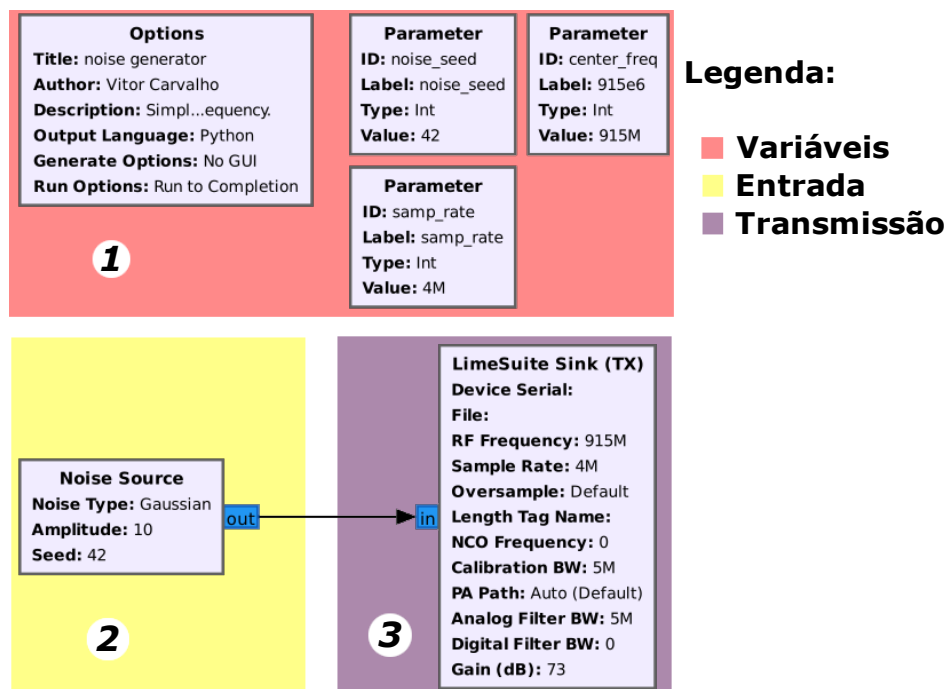 Options
Title: noise generator
Author: Vitor Carvalho
Description: Simpl...equency.
Output Language: Python
Generate Options: No GUI
Run Options: Run to Completion
Parameter
ID: noise_seed
Label: noise_seed
Type: Int
Value: 42
Parameter
ID: center_freq
Label: 915e6
Type: Int
Value: 915M
Parameter
ID: samp_rate
Label: samp_rate
Type: Int
Value: 4M
1
Legenda:
Variáveis
Entrada
Transmissão
Noise Source
Noise Type: Gaussian
Amplitude: 10
Seed: 42
out
2
in
LimeSuite Sink (TX)
Device Serial:
File:
RF Frequency: 915M
Sample Rate: 4M
Oversample: Default
Length Tag Name:
NCO Frequency: 0
Calibration BW: 5M
PA Path: Auto (Default)
Analog Filter BW: 5M
Digital Filter BW: 0
Gain (dB): 73
3